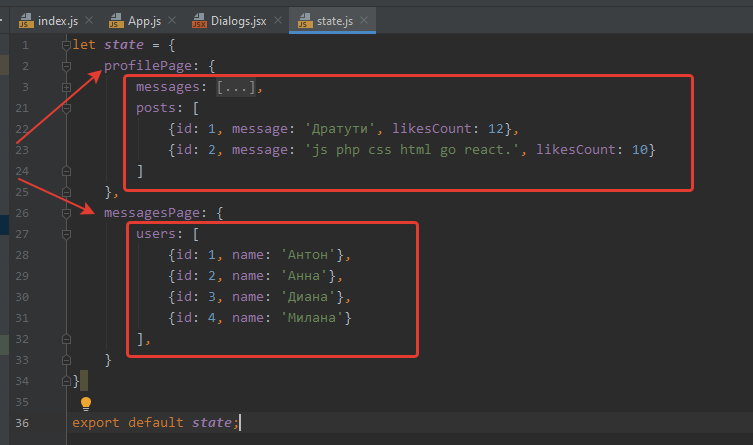 index.js App.js Dialogs.jsx state.js
1 let state = {
2 profilePage: {
3 messages: [...],
21 posts: [
22 {id: 1, message: 'Дратути', likesCount: 12},
23 {id: 2, message: 'js php css html go react.', likesCount: 10}
24 ]
25 },
26 messagesPage: {
27 users: [
28 {id: 1, name: 'Антон'},
29 {id: 2, name: 'Анна'},
30 {id: 3, name: 'Диана'},
31 {id: 4, name: 'Милана'}
32 ],
33 }
34 }
35
36 export default state;